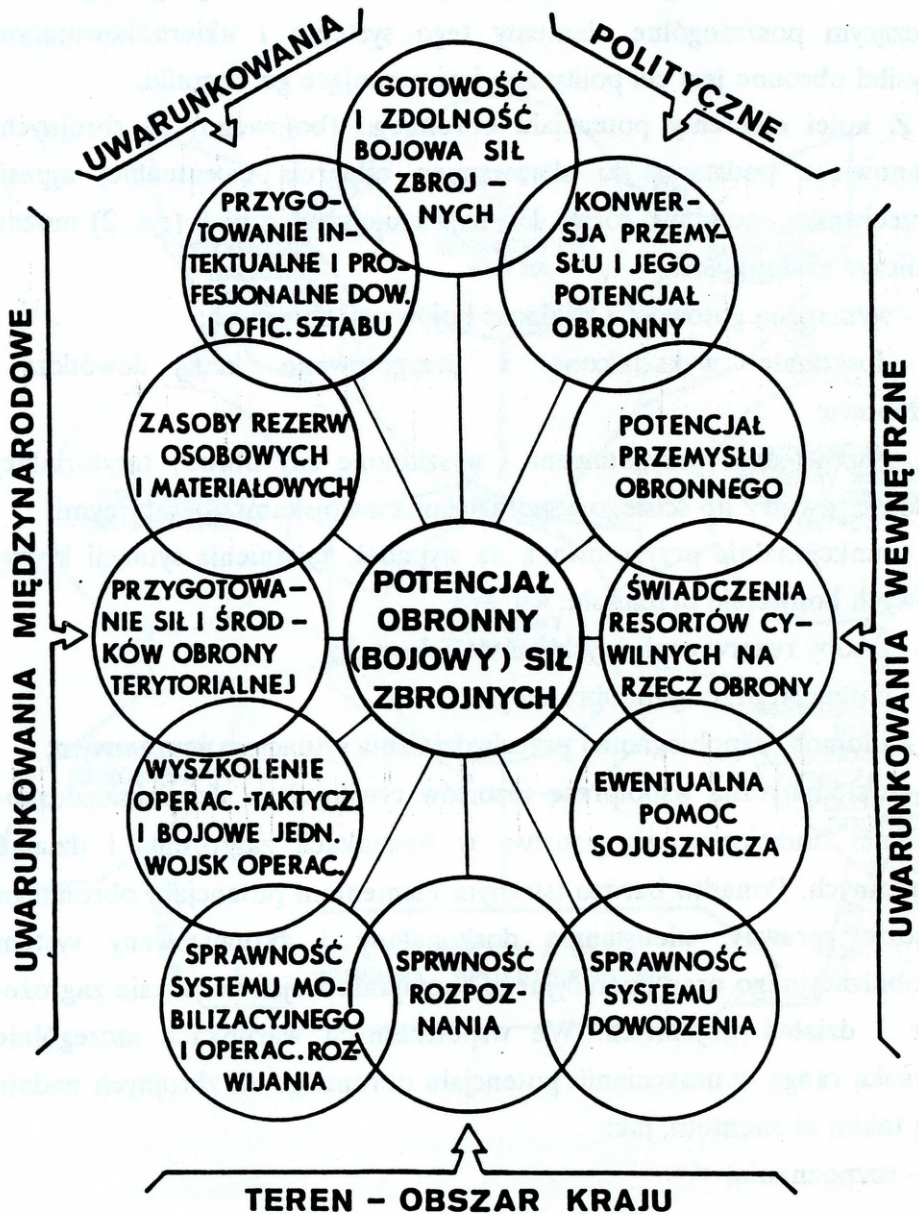 UWARUNKOWANIA
POLITYCZNE
GOTOWOŚĆ
I ZDOLNOŚĆ
BOJOWA SIŁ
ZBROJ –
NYCH
PRZYGO–
TOWANIE IN–
TEKTUALNE I PRO–
FESJONALNE DOW.
I OFIC. SZTABU
KONWER–
SJA PRZEMY–
SŁU I JEGO
POTENCJAŁ
OBRONNY
ZASOBY REZERW
OSOBOWYCH
I MATERIAŁOWYCH
POTENCJAŁ
PRZEMYSŁU
OBRONNEGO
UWARUNKOWANIA MIĘDZYNARODOWE
PRZYGOTOWA–
NIE SIŁ I ŚROD –
KÓW OBRONY
TERYTORIALNEJ
POTENCJAŁ
OBRONNY
(BOJOWY) SIŁ
ZBROJNYCH
ŚWIADCZENIA
RESORTÓW CY–
WILNYCH NA
RZECZ OBRONY
UWARUNKOWANIA WEWNĘTRZNE
WYSZKOLENIE
OPERAC.-TAKTYCZ
I BOJOWE JEDN.
WOJSK OPERAC.
EWENTUALNA
POMOC
SOJUSZNICZA
SPRAWNOŚĆ
SYSTEMU MO–
BILIZACYJNEGO
I OPERAC. ROZ–
WIJANIA
SPRWNOŚĆ
ROZPOZ–
NANIA
SPRAWNOŚĆ
SYSTEMU
DOWODZENIA
TEREN – OBSZAR KRAJU